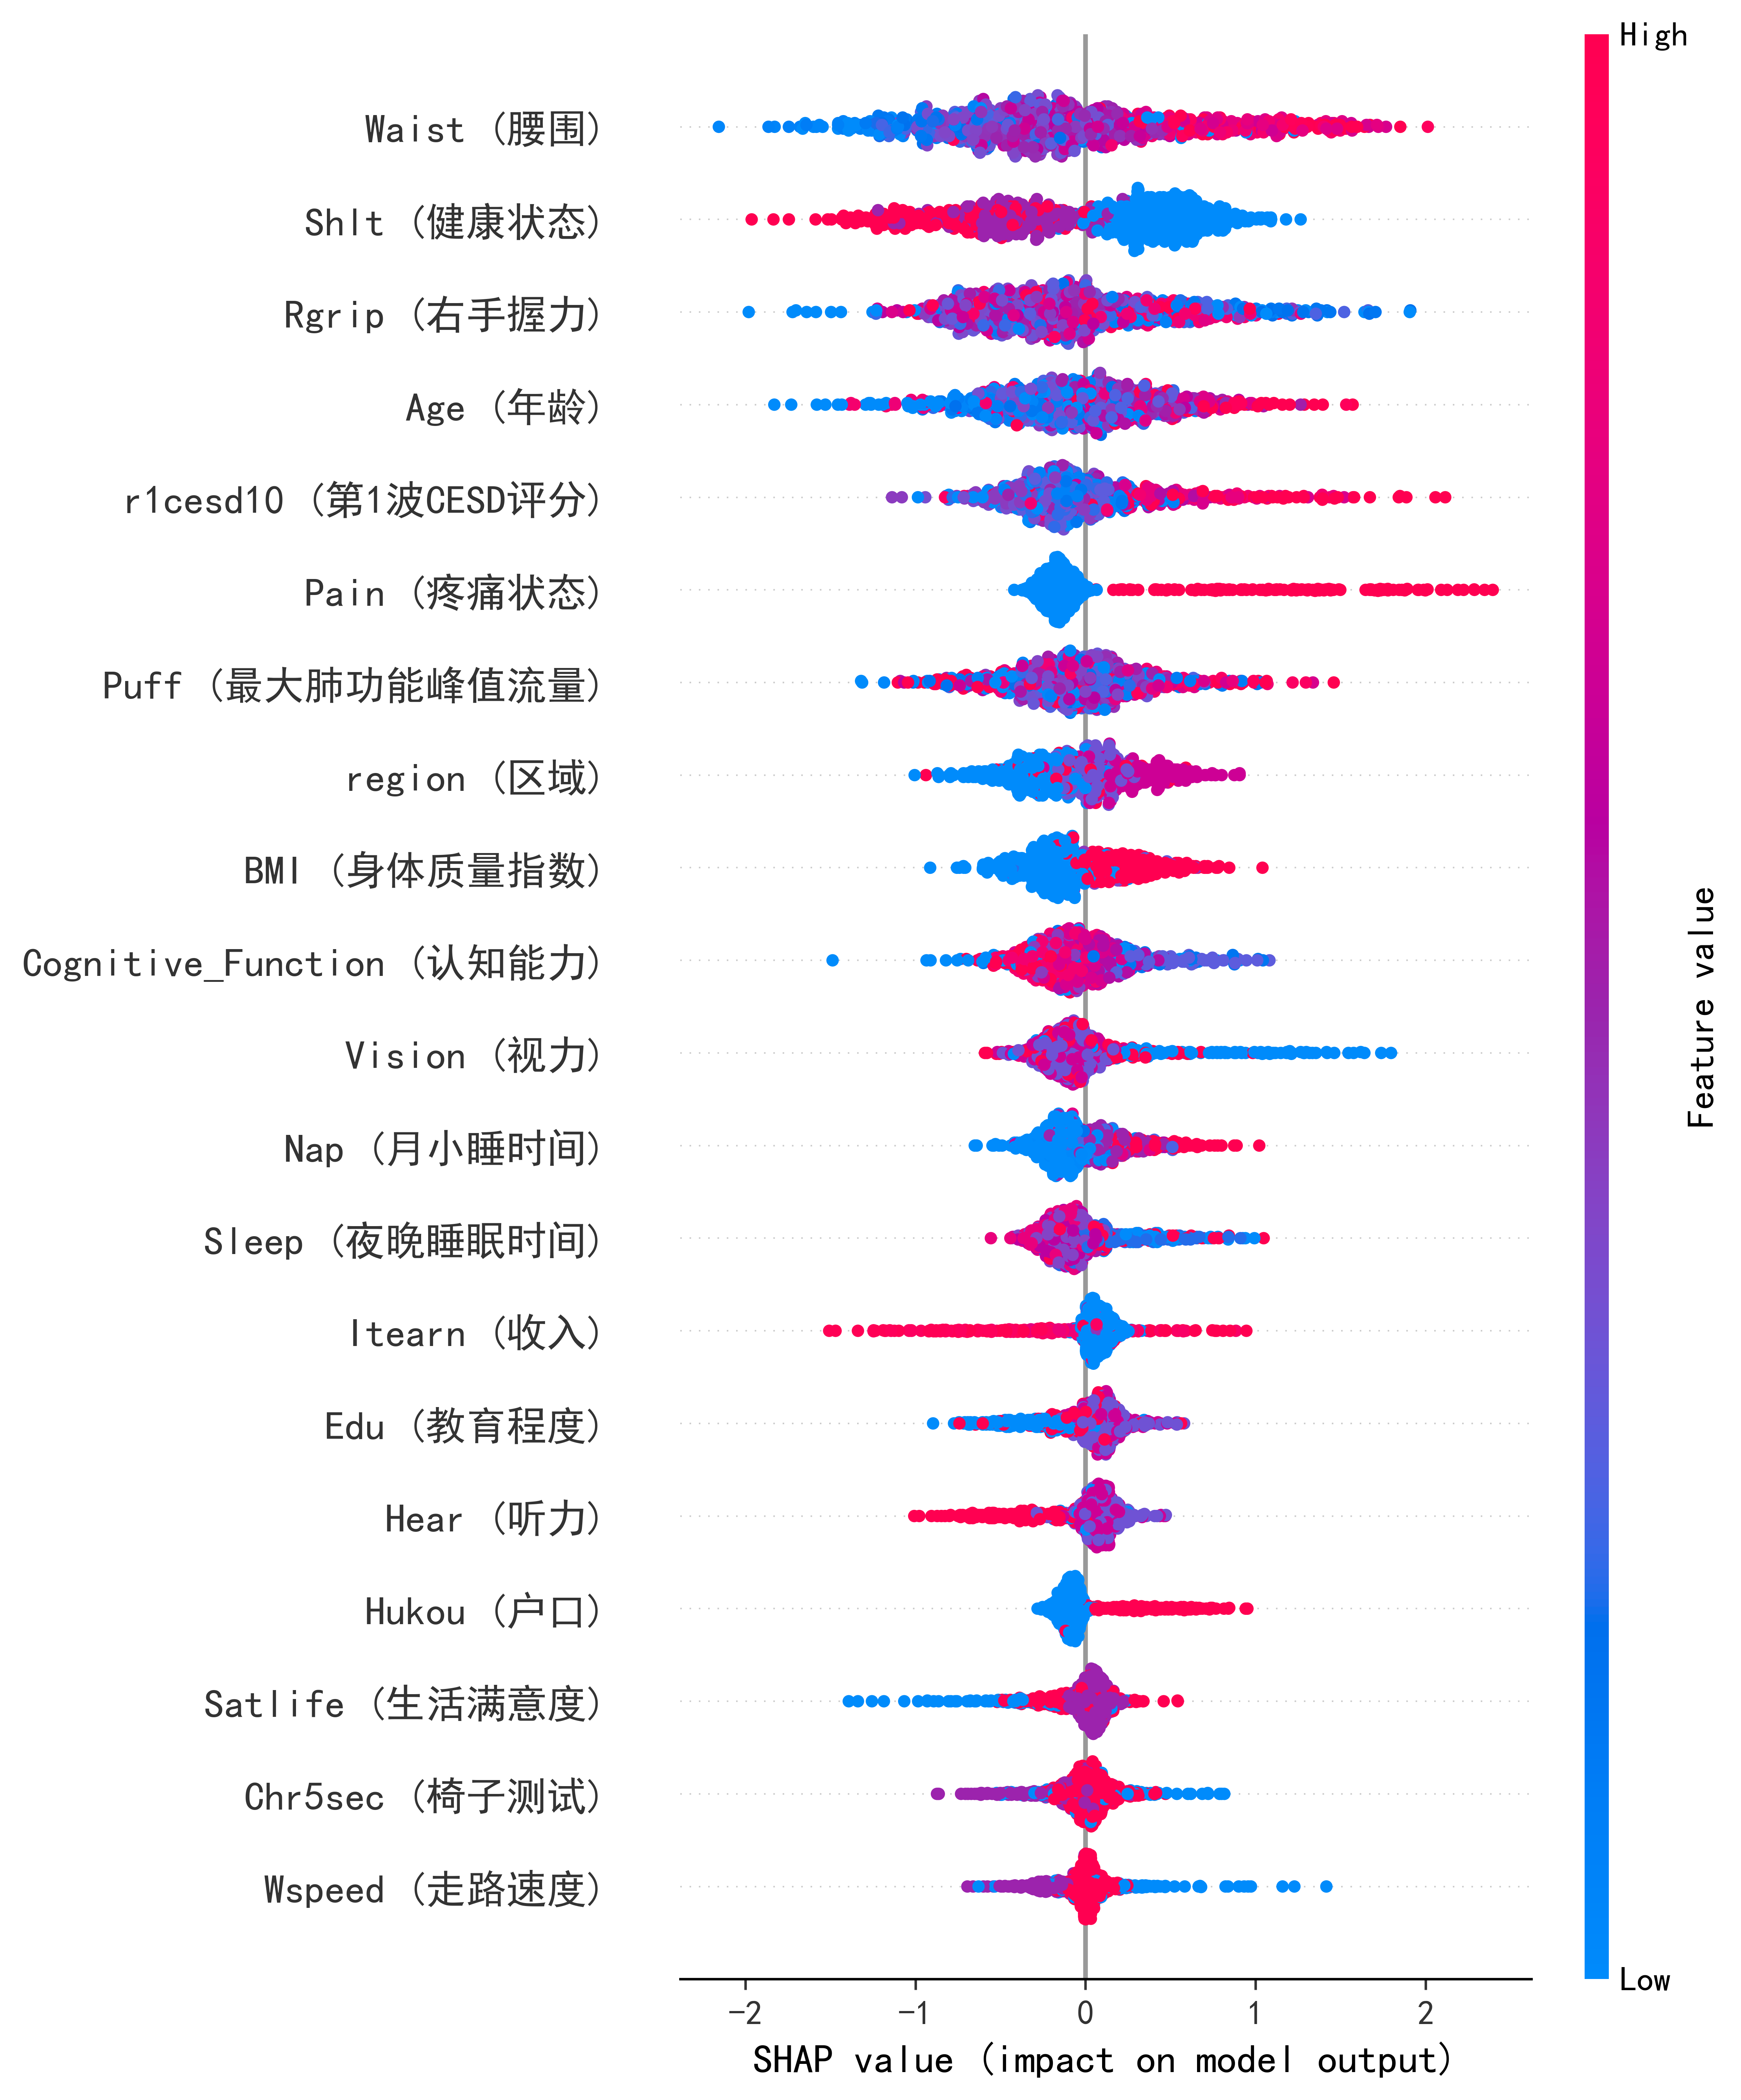 High
Waist (腰围)
Shlt (健康状态)
Rgrip (右手握力)
Age (年龄)
r1cesd10 (第1波CESD评分)
Pain (疼痛状态)
Puff (最大肺功能峰值流量)
region (区域)
BMI (身体质量指数)
Cognitive_Function (认知能力)
Vision (视力)
Nap (月小睡时间)
Sleep (夜晚睡眠时间)
Itearn (收入)
Edu (教育程度)
Hear (听力)
Hukou (户口)
Satlife (生活满意度)
Chr5sec (椅子测试)
Wspeed (走路速度)
Feature value
Low
−2 −1 0 1 2
SHAP value (impact on model output)